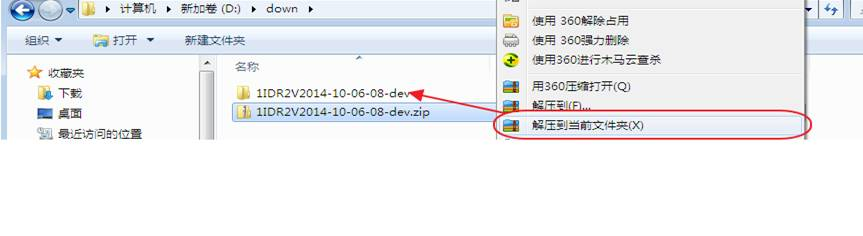 计算机 ▸ 新加卷 (D:) ▸ down ▸
组织 打开 新建文件夹
收藏夹
下载
桌面
最近访问的位置
名称
1IDR2V2014-10-06-08-dev
1IDR2V2014-10-06-08-dev.zip
使用 360解除占用
使用 360强力删除
使用360进行木马云查杀
用360压缩打开(Q)
解压到(F)...
解压到当前文件夹(X)